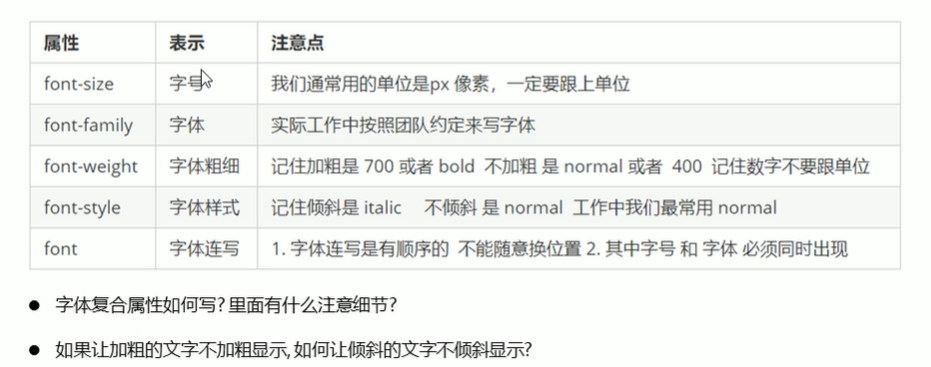 属性 表示 注意点
font-size 字号 我们通常用的单位是px 像素，一定要跟上单位
font-family 字体 实际工作中按照团队约定来写字体
font-weight 字体粗细 记住加粗是 700 或者 bold 不加粗 是 normal 或者 400 记住数字不要跟单位
font-style 字体样式 记住倾斜是 italic 不倾斜 是 normal 工作中我们最常用 normal
font 字体连写 1. 字体连写是有顺序的 不能随意换位置 2. 其中字号 和 字体 必须同时出现
● 字体复合属性如何写? 里面有什么注意细节?
● 如果让加粗的文字不加粗显示, 如何让倾斜的文字不倾斜显示?